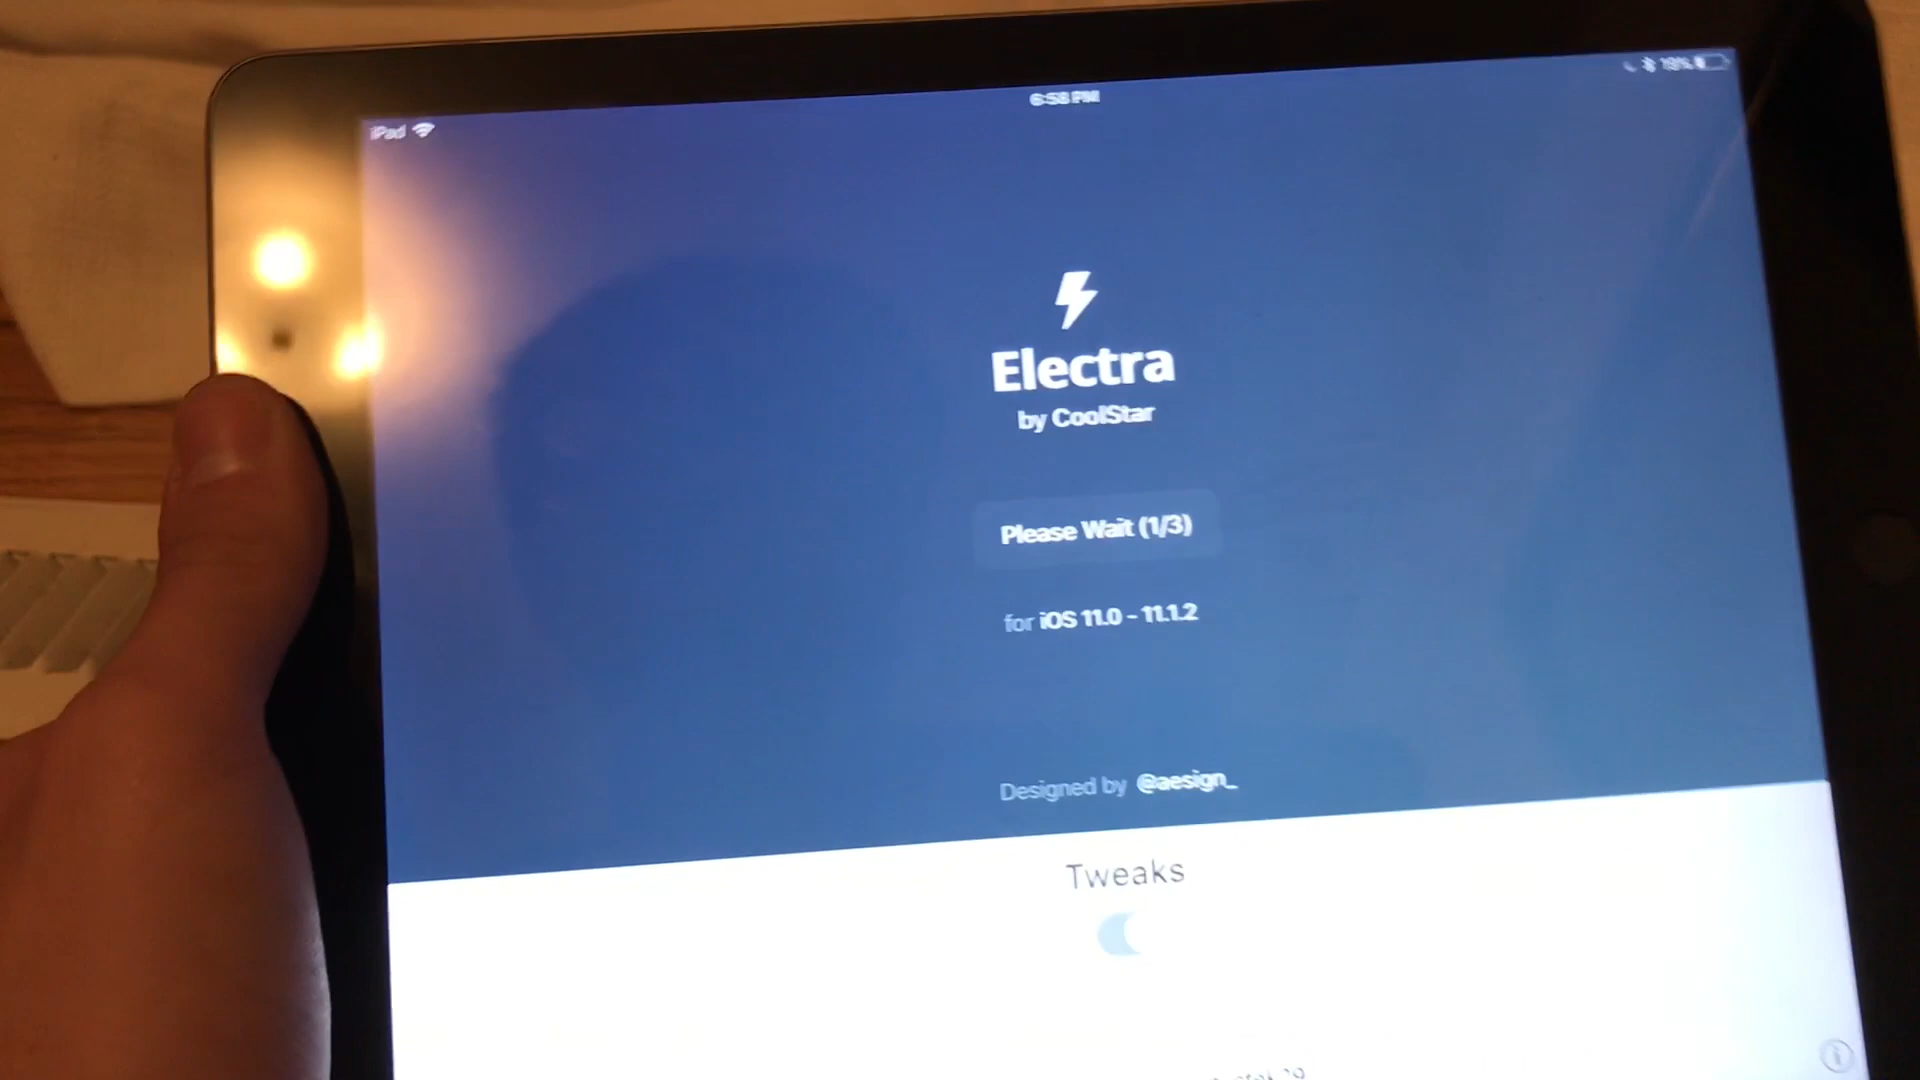 6:58 PM
iPad
19%
Electra
by CoolStar
Please Wait (1/3)
for iOS 11.0 - 11.1.2
Designed by @aesign_
Tweaks